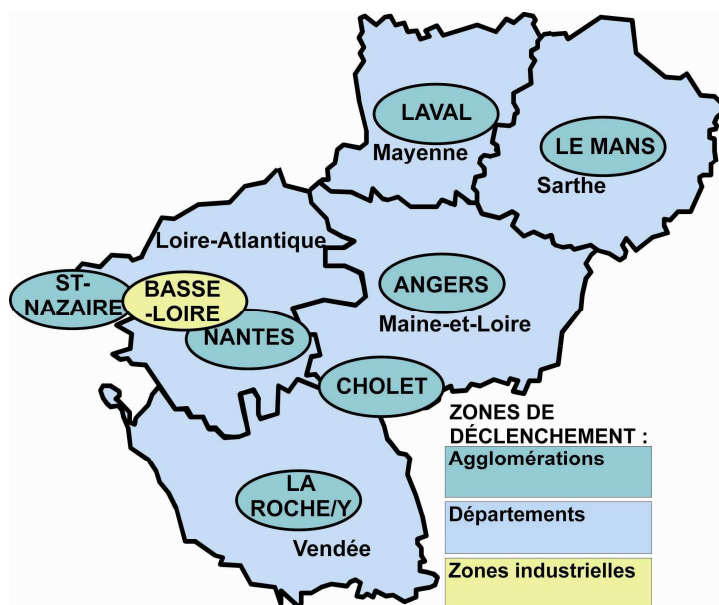 LAVAL
Mayenne
LE MANS
Sarthe
Loire-Atlantique
ST-
NAZAIRE
BASSE
-LOIRE
NANTES
ANGERS
Maine-et-Loire
CHOLET
LA
ROCHE/Y
Vendée
ZONES DE
DÉCLENCHEMENT :
Agglomérations
Départements
Zones industrielles